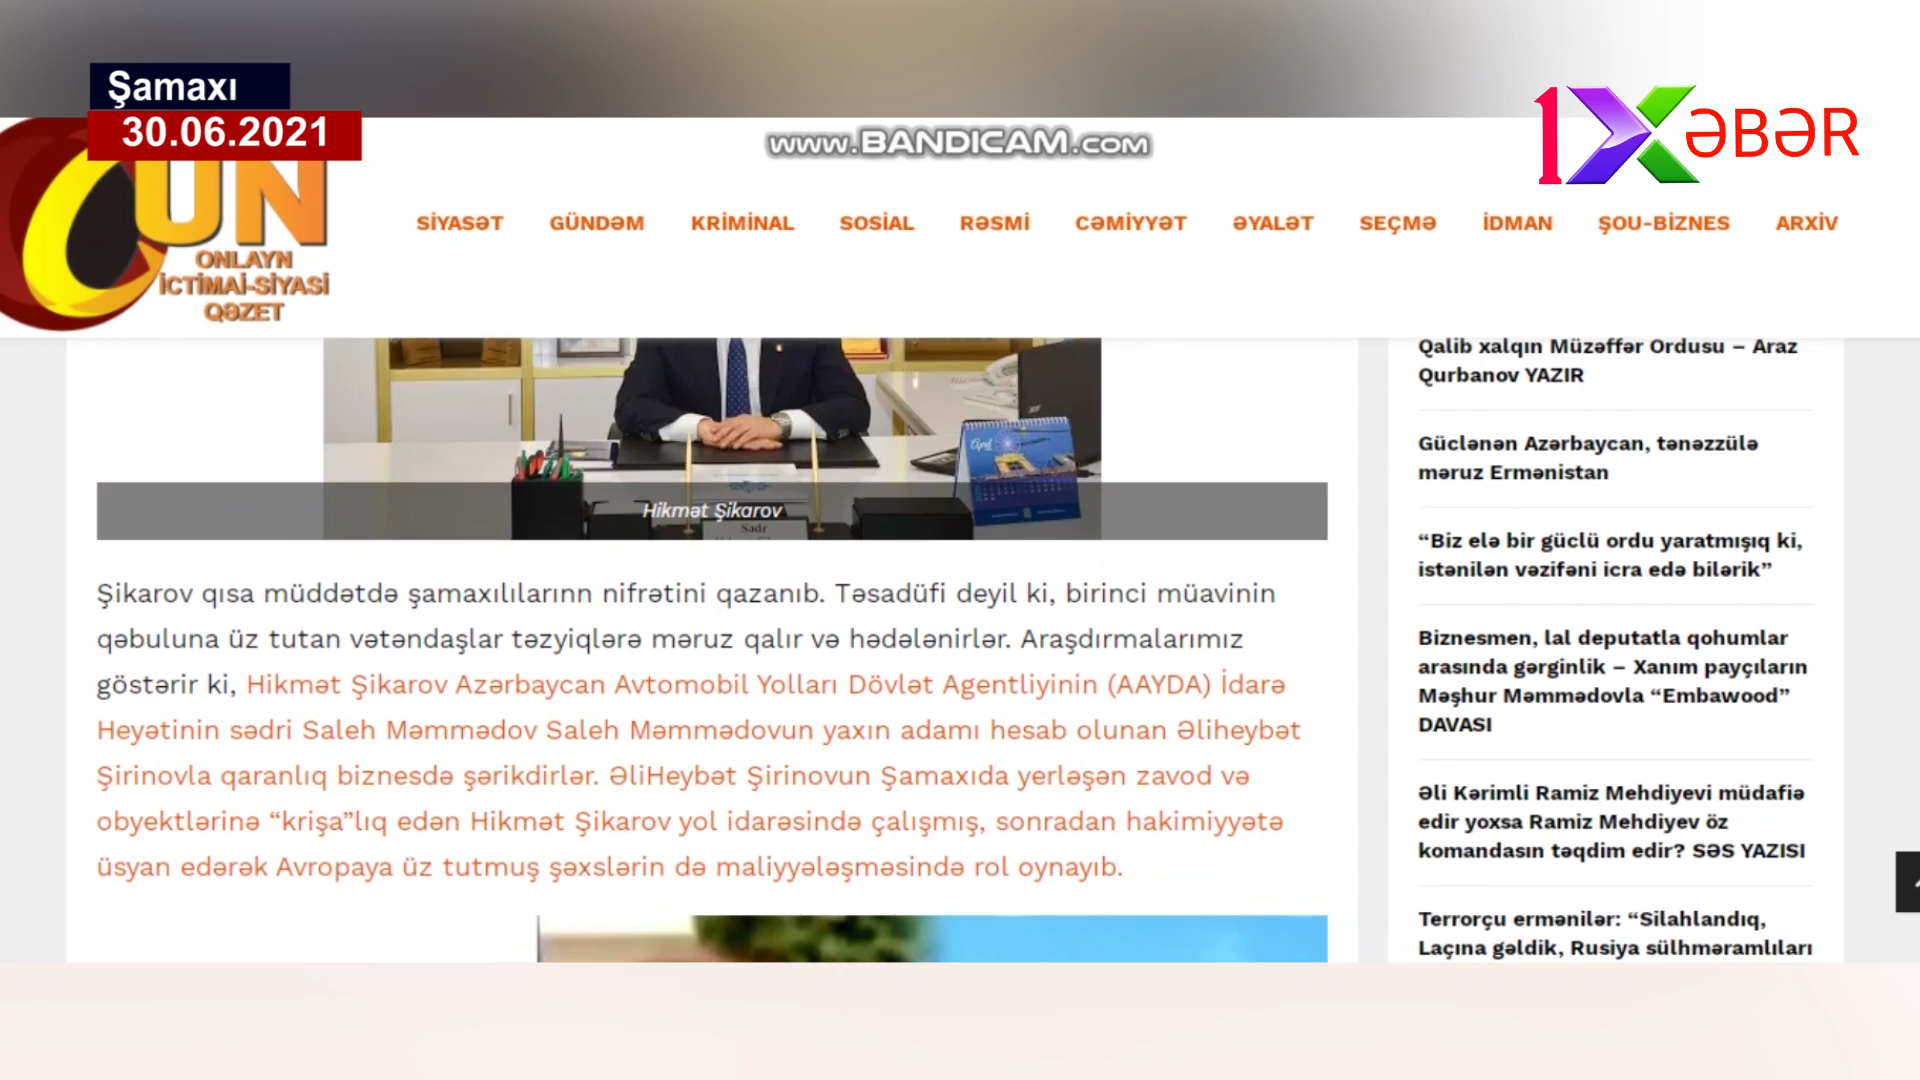 Şamaxı
30.06.2021
www.BANDICAM.com
1XƏBƏR
GÜN
ONLAYN
İCTİMAİ-SİYASİ
QƏZET
SİYASƏT GÜNDƏM KRİMİNAL SOSİAL RƏSMİ CƏMİYYƏT ƏYALƏT SEÇMƏ İDMAN ŞOU-BİZNES ARXİV
April
Hikmət Şikarov
Sədr
Şikarov qısa müddətdə şamaxılılarınn nifrətini qazanıb. Təsadüfi deyil ki, birinci müavinin
qəbuluna üz tutan vətəndaşlar təzyiqlərə məruz qalır və hədələnirlər. Araşdırmalarımız
göstərir ki, Hikmət Şikarov Azərbaycan Avtomobil Yolları Dövlət Agentliyinin (AAYDA) İdarə
Heyətinin sədri Saleh Məmmədov Saleh Məmmədovun yaxın adamı hesab olunan Əliheybət
Şirinovla qaranlıq biznesdə şərikdirlər. ƏliHeybət Şirinovun Şamaxıda yerləşən zavod və
obyektlərinə “krişa”lıq edən Hikmət Şikarov yol idarəsində çalışmış, sonradan hakimiyyətə
üsyan edərək Avropaya üz tutmuş şəxslərin də maliyyələşməsində rol oynayıb.
Qalib xalqın Müzəffər Ordusu – Araz
Qurbanov YAZIR
Güclənən Azərbaycan, tənəzzülə
məruz Ermənistan
“Biz elə bir güclü ordu yaratmışıq ki,
istənilən vəzifəni icra edə bilərik”
Biznesmen, lal deputatla qohumlar
arasında gərginlik – Xanım payçıların
Məşhur Məmmədovla “Embawood”
DAVASI
Əli Kərimli Ramiz Mehdiyevi müdafiə
edir yoxsa Ramiz Mehdiyev öz
komandasın təqdim edir? SƏS YAZISI
Terrorçu ermənilər: “Silahlandıq,
Laçına gəldik, Rusiya sülhməramlıları